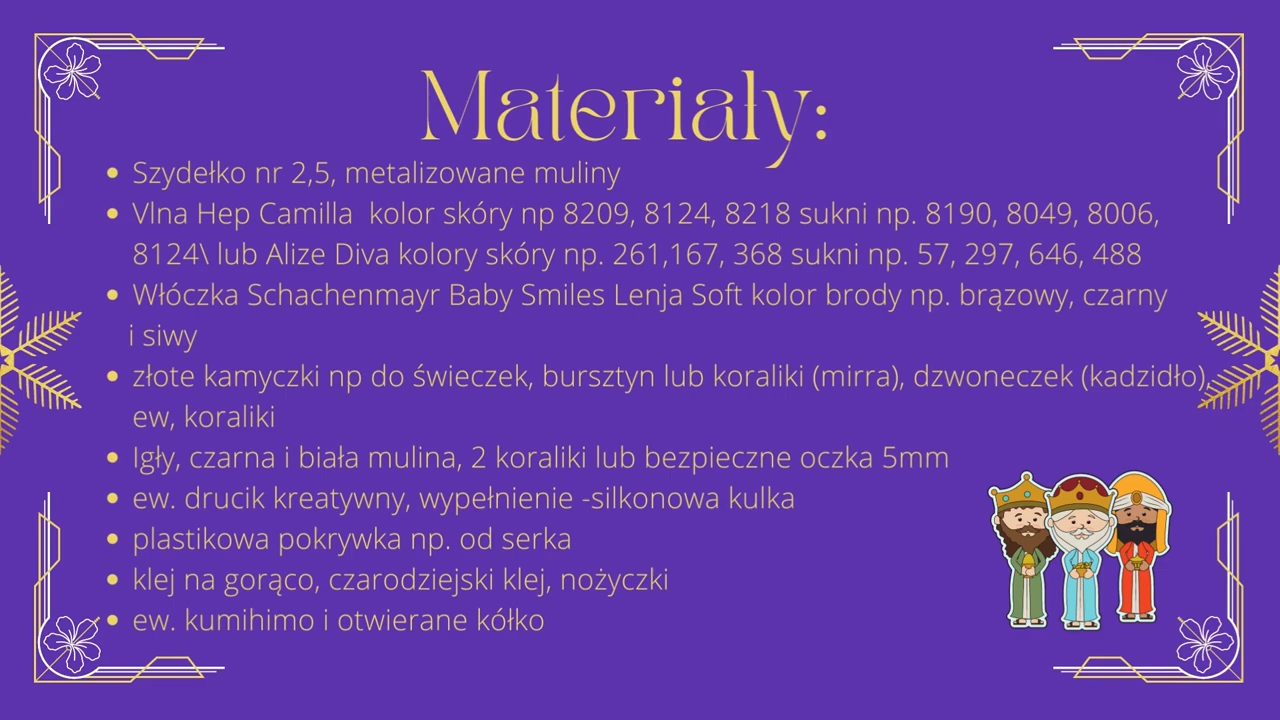 Materiały:
• Szydełko nr 2,5, metalizowane muliny
• Vlna Hep Camilla  kolor skóry np 8209, 8124, 8218 sukni np. 8190, 8049, 8006,
8124\ lub Alize Diva kolory skóry np. 261,167, 368 sukni np. 57, 297, 646, 488
• Włóczka Schachenmayr Baby Smiles Lenja Soft kolor brody np. brązowy, czarny
i siwy
• złote kamyczki np do świeczek, bursztyn lub koraliki (mirra), dzwoneczek (kadzidło),
ew, koraliki
• Igły, czarna i biała mulina, 2 koraliki lub bezpieczne oczka 5mm
• ew. drucik kreatywny, wypełnienie -silkonowa kulka
• plastikowa pokrywka np. od serka
• klej na gorąco, czarodziejski klej, nożyczki
• ew. kumihimo i otwierane kółko